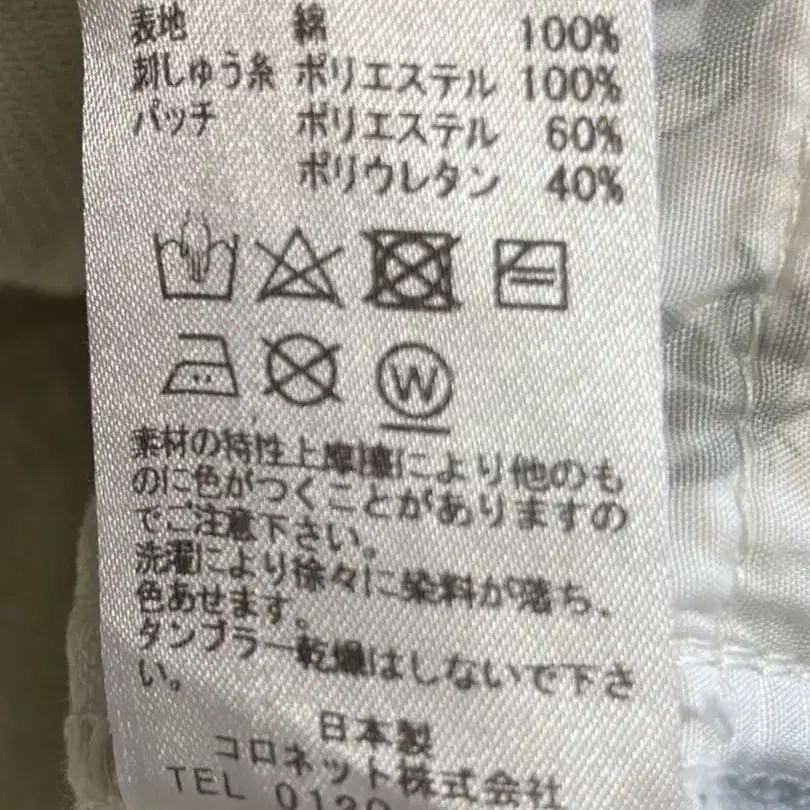 表地 綿 100%
刺しゅう糸 ポリエステル 100%
パッチ ポリエステル 60%
ポリウレタン 40%
W
素材の特性上摩擦により他のも
のに色がつくことがありますの
でご注意下さい。
洗濯により徐々に染料が落ち、
色あせます。
タンブラー乾燥はしないで下さ
い。
日本製
コロネット株式会社
TEL 0120